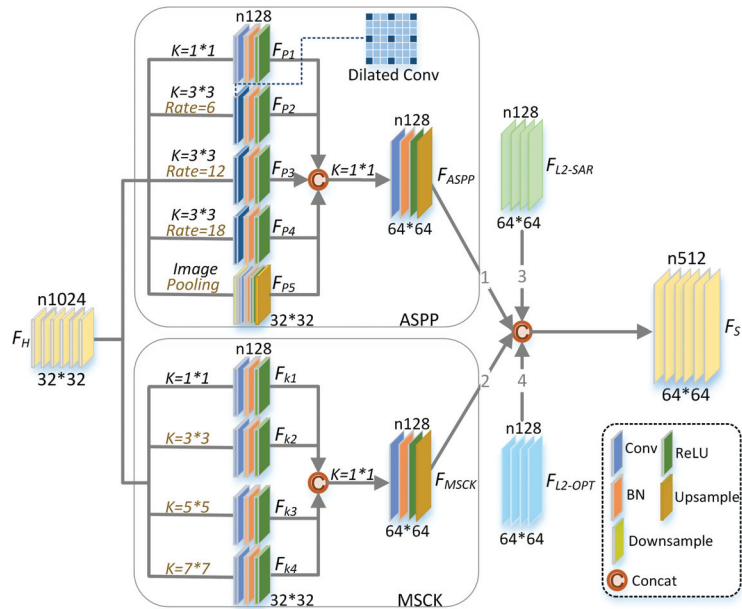 n128
K=1*1
F_P1
Dilated Conv
K=3*3
Rate=6
F_P2
K=3*3
Rate=12
F_P3
K=3*3
Rate=18
F_P4
Image
Pooling
F_P5
32*32
C
K=1*1
n128
F_ASPP
64*64
ASPP
n128
F_L2-SAR
64*64
n1024
F_H
32*32
1
3
2
4
C
n512
F_S
64*64
n128
K=1*1
F_k1
K=3*3
F_k2
K=5*5
F_k3
K=7*7
F_k4
32*32
C
K=1*1
n128
F_MSCK
64*64
MSCK
n128
F_L2-OPT
64*64
Conv
ReLU
BN
Upsample
Downsample
C Concat